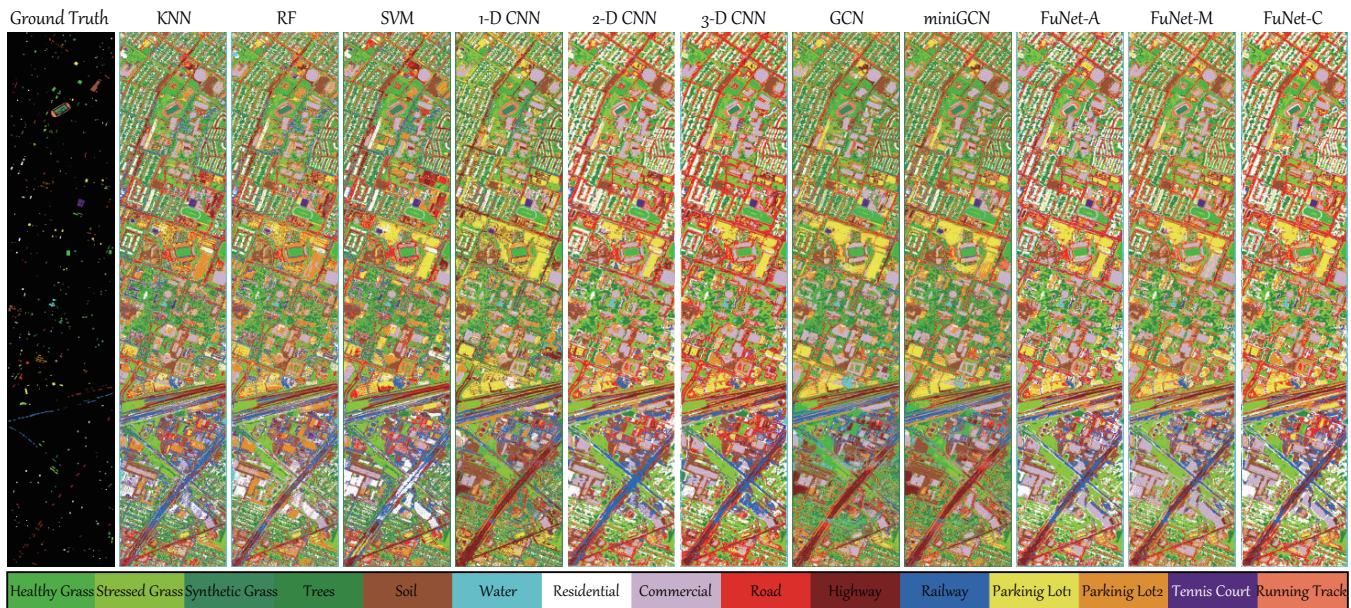 Ground Truth KNN RF SVM 1-D CNN 2-D CNN 3-D CNN GCN miniGCN FuNet-A FuNet-M FuNet-C
Healthy Grass Stressed Grass Synthetic Grass Trees Soil Water Residential Commercial Road Highway Railway Parkinig Lot1 Parkinig Lot2 Tennis Court Running Track